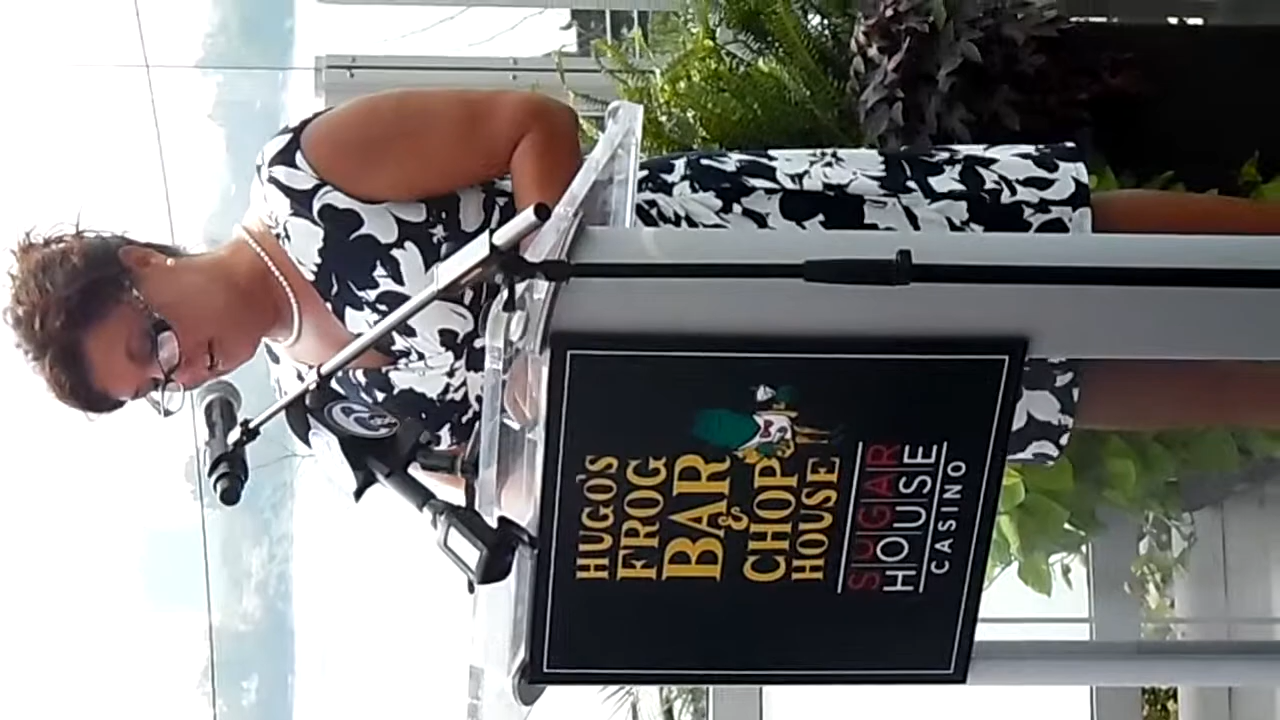 HUGO'S
FROG
BAR
&
CHOP
HOUSE
SUGAR
HOUSE
CASINO